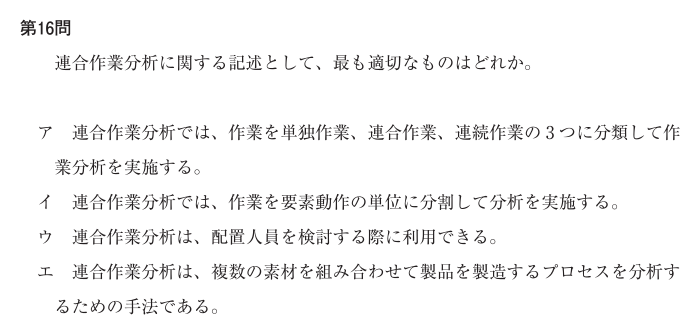 第16問
連合作業分析に関する記述として、最も適切なものはどれか。
ア　連合作業分析では、作業を単独作業、連合作業、連続作業の３つに分類して作
業分析を実施する。
イ　連合作業分析では、作業を要素動作の単位に分割して分析を実施する。
ウ　連合作業分析は、配置人員を検討する際に利用できる。
エ　連合作業分析は、複数の素材を組み合わせて製品を製造するプロセスを分析す
るための手法である。